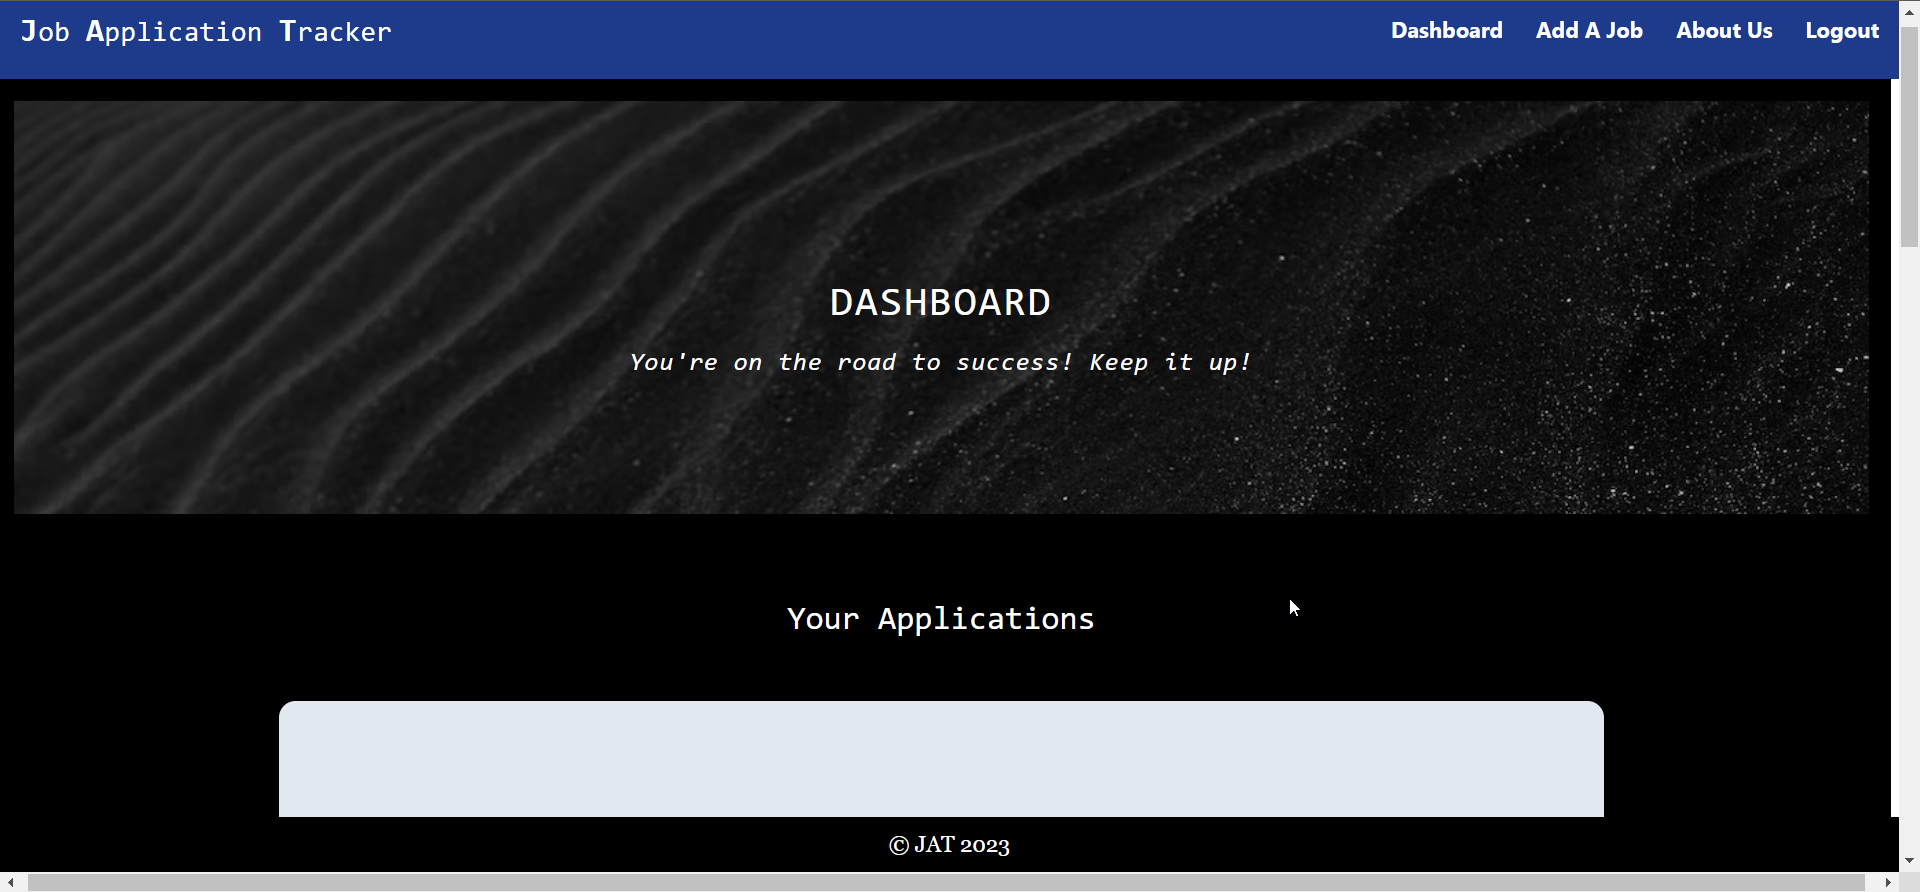 Job Application Tracker
Dashboard Add A Job About Us Logout
DASHBOARD
You're on the road to success! Keep it up!
Your Applications
© JAT 2023